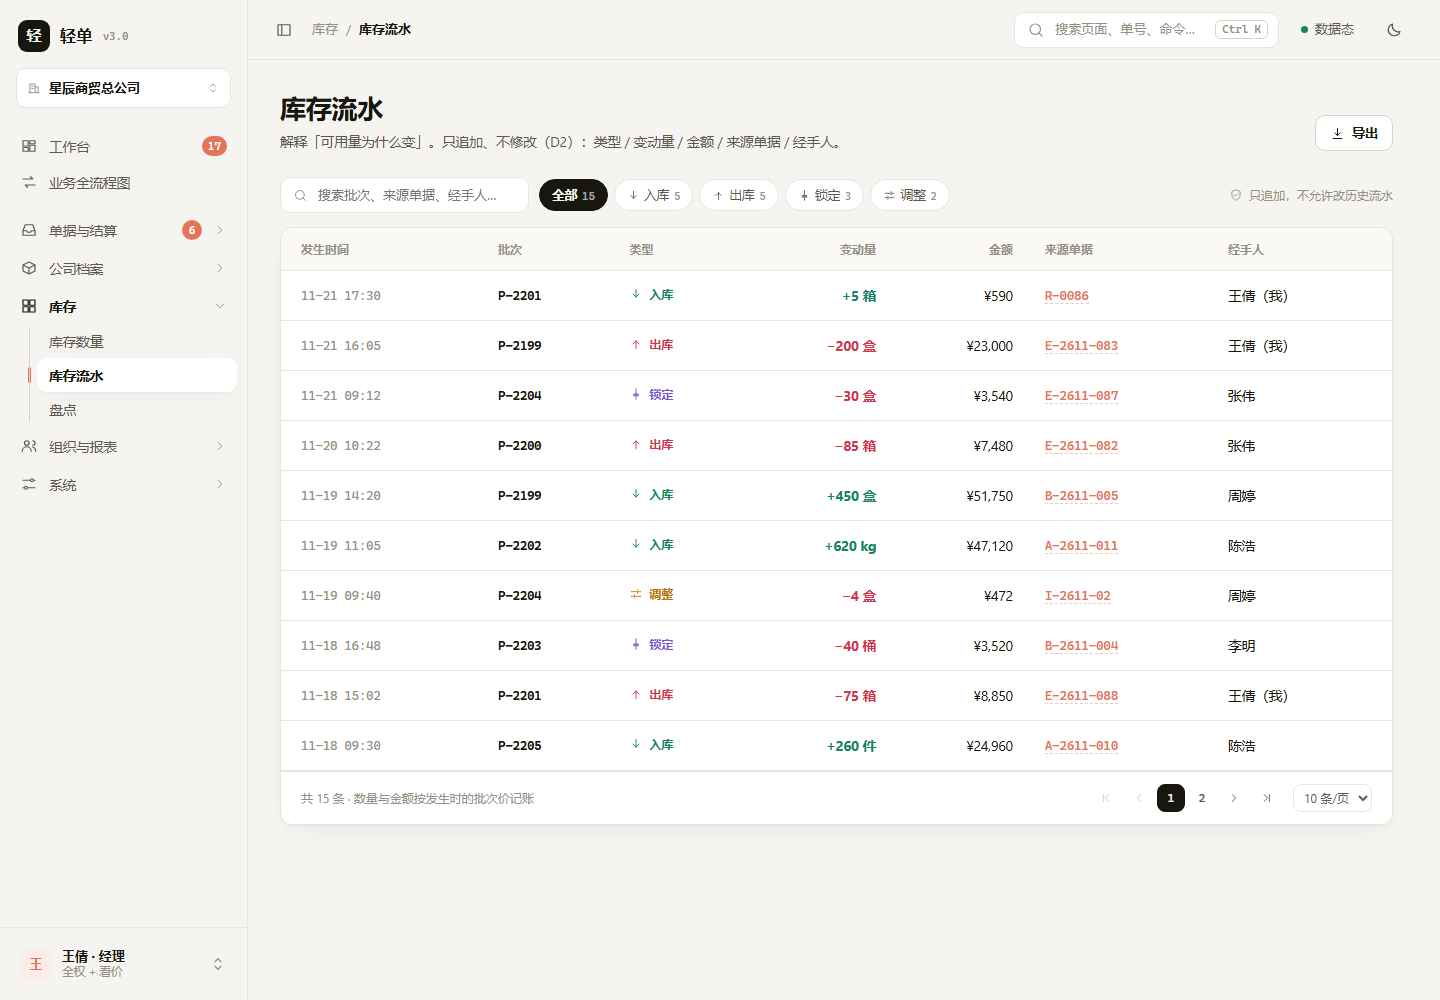 轻 轻单 v3.0
星辰商贸总公司
工作台 17
业务全流程图
单据与结算 6
公司档案
库存
库存数量
库存流水
盘点
组织与报表
系统
王 王倩 · 经理
全权 + 看价
库存 / 库存流水
搜索页面、单号、命令... Ctrl K 数据态
库存流水
解释「可用量为什么变」。只追加、不修改（D2）：类型 / 变动量 / 金额 / 来源单据 / 经手人。
导出
搜索批次、来源单据、经手人... 全部 15 入库 5 出库 5 锁定 3 调整 2 只追加，不允许改历史流水
发生时间 批次 类型 变动量 金额 来源单据 经手人
11-21 17:30 P-2201 入库 +5 箱 ¥590 R-0086 王倩（我）
11-21 16:05 P-2199 出库 −200 盒 ¥23,000 E-2611-083 王倩（我）
11-21 09:12 P-2204 锁定 −30 盒 ¥3,540 E-2611-087 张伟
11-20 10:22 P-2200 出库 −85 箱 ¥7,480 E-2611-082 张伟
11-19 14:20 P-2199 入库 +450 盒 ¥51,750 B-2611-005 周婷
11-19 11:05 P-2202 入库 +620 kg ¥47,120 A-2611-011 陈浩
11-19 09:40 P-2204 调整 −4 盒 ¥472 I-2611-02 周婷
11-18 16:48 P-2203 锁定 −40 桶 ¥3,520 B-2611-004 李明
11-18 15:02 P-2201 出库 −75 箱 ¥8,850 E-2611-088 王倩（我）
11-18 09:30 P-2205 入库 +260 件 ¥24,960 A-2611-010 陈浩
共 15 条 · 数量与金额按发生时的批次价记账 1 2 10 条/页